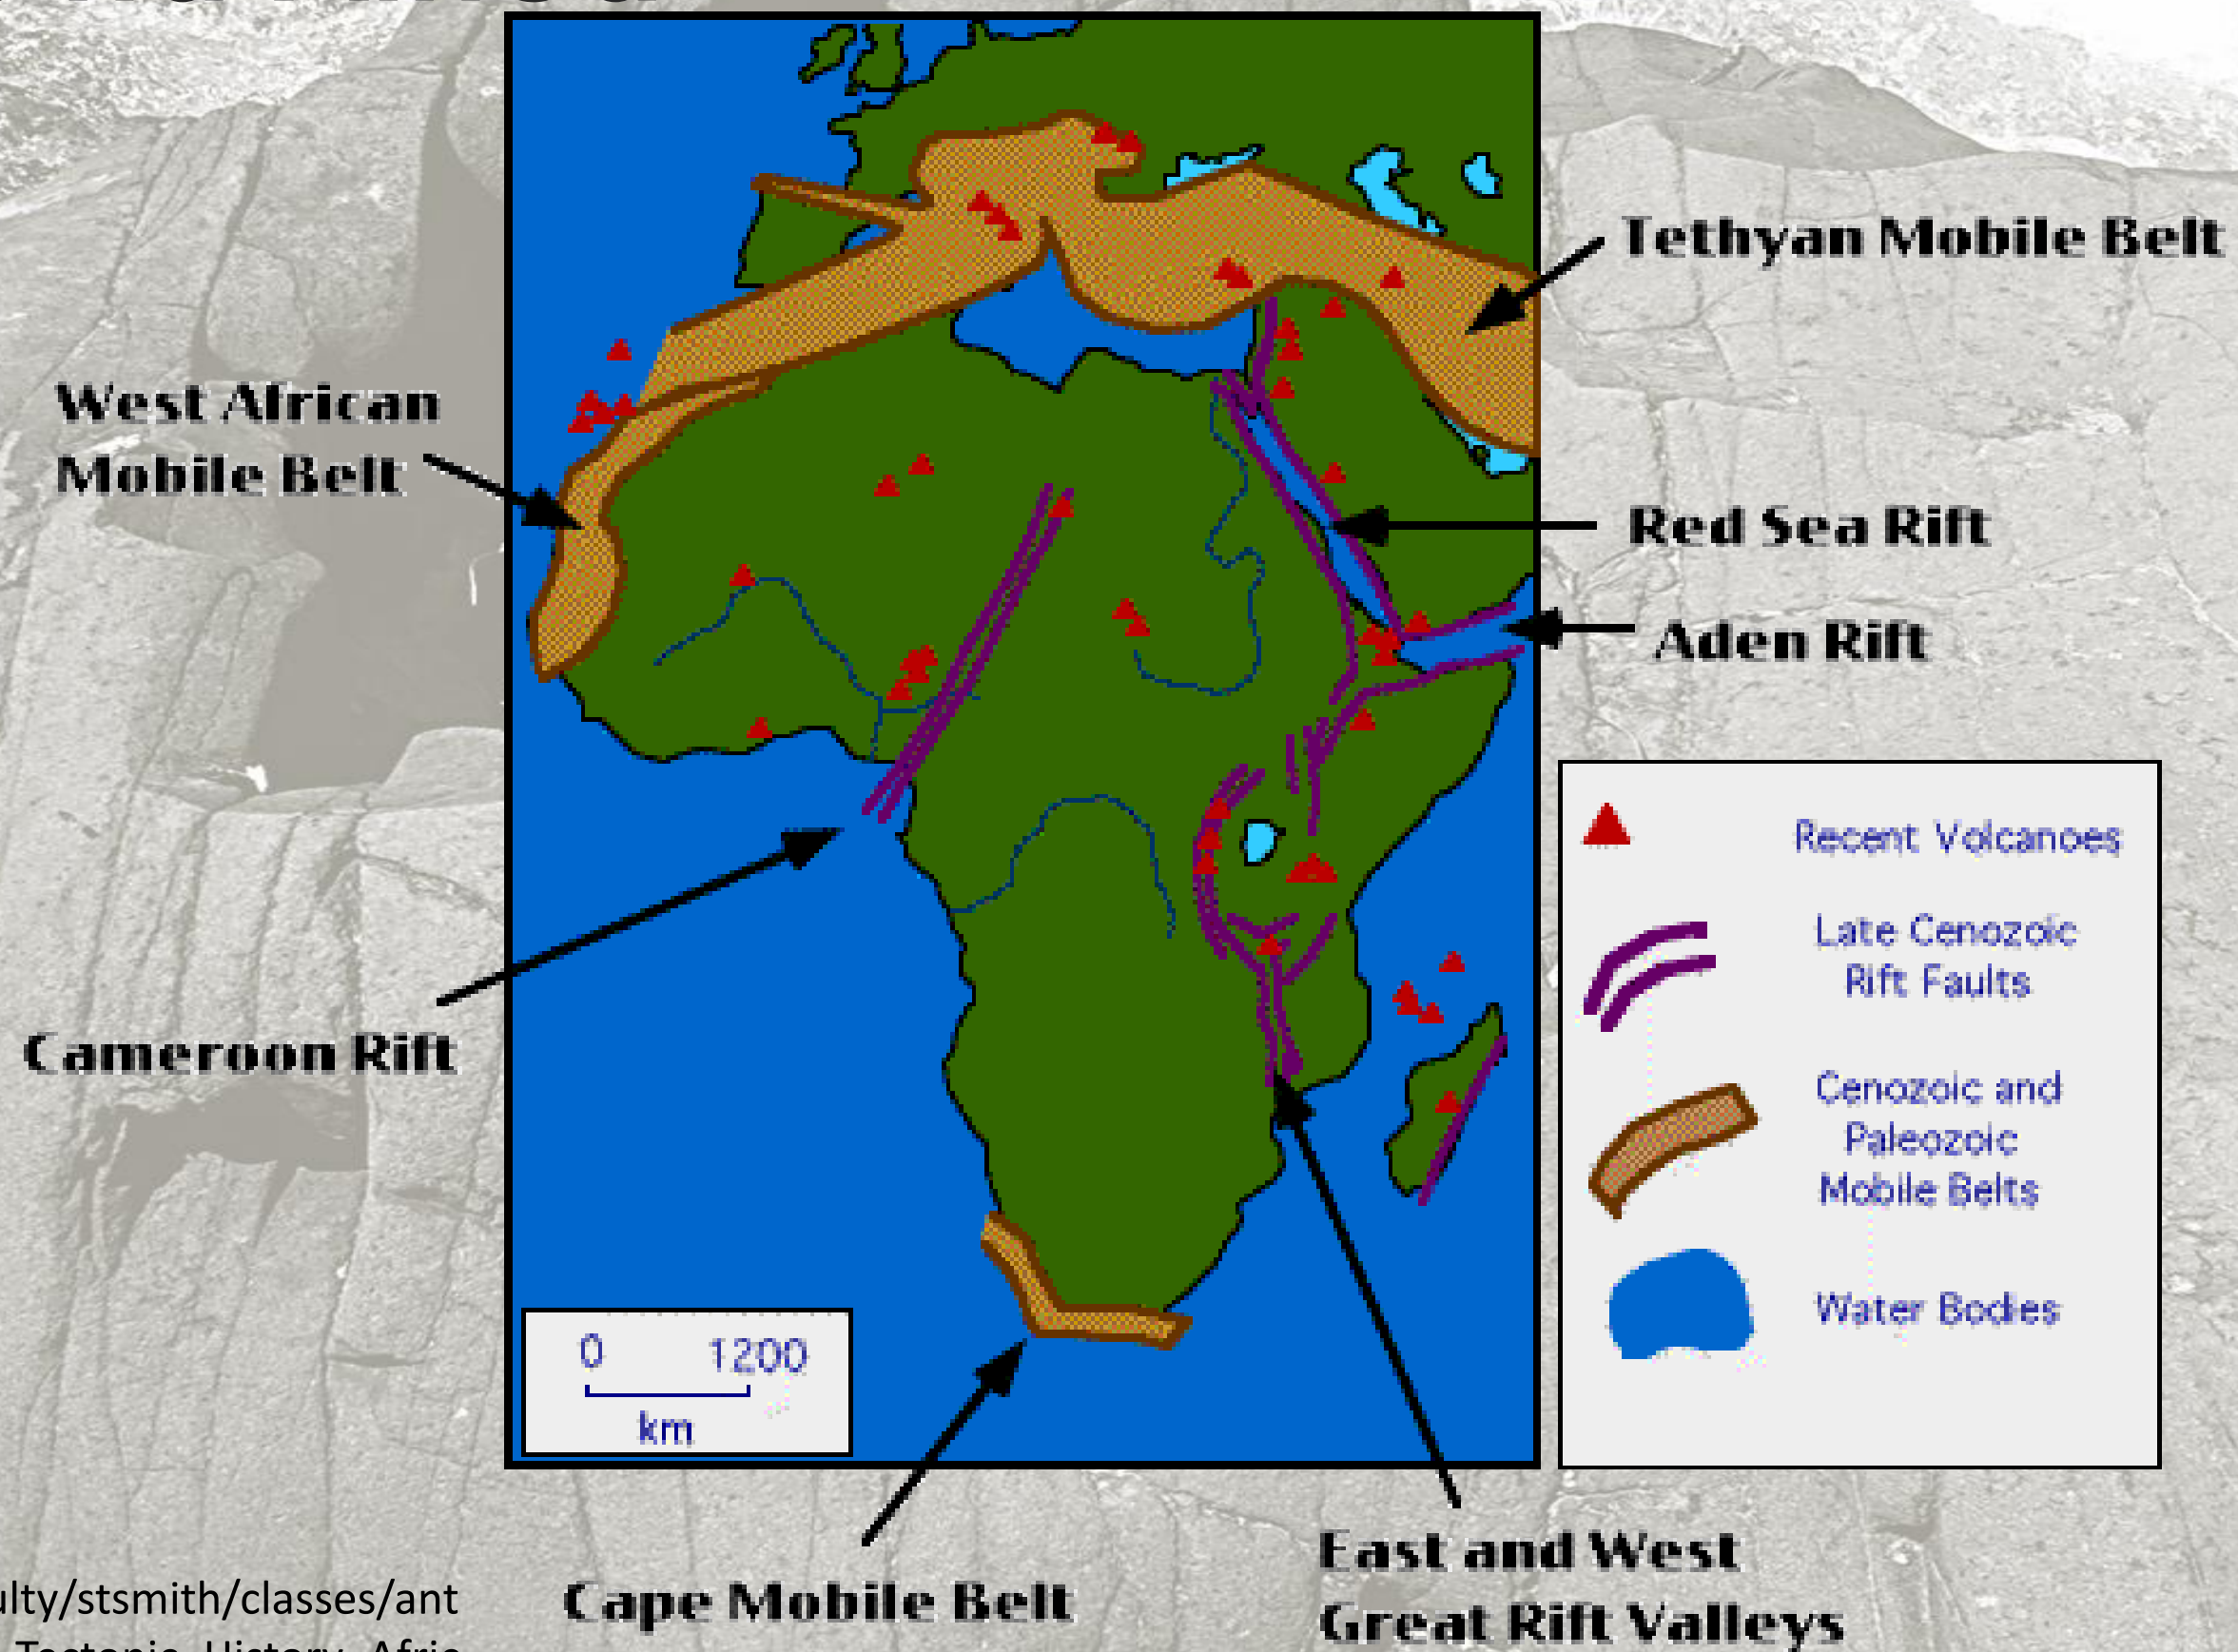 Tethyan Mobile Belt
West African
Mobile Belt
Red Sea Rift
Aden Rift
Recent Volcanoes
Late Cenozoic
Rift Faults
Cameroon Rift
Cenozoic and
Paleozoic
Mobile Belts
Water Bodies
0 1200
km
East and West
Great Rift Valleys
Cape Mobile Belt
ulty/stsmith/classes/ant